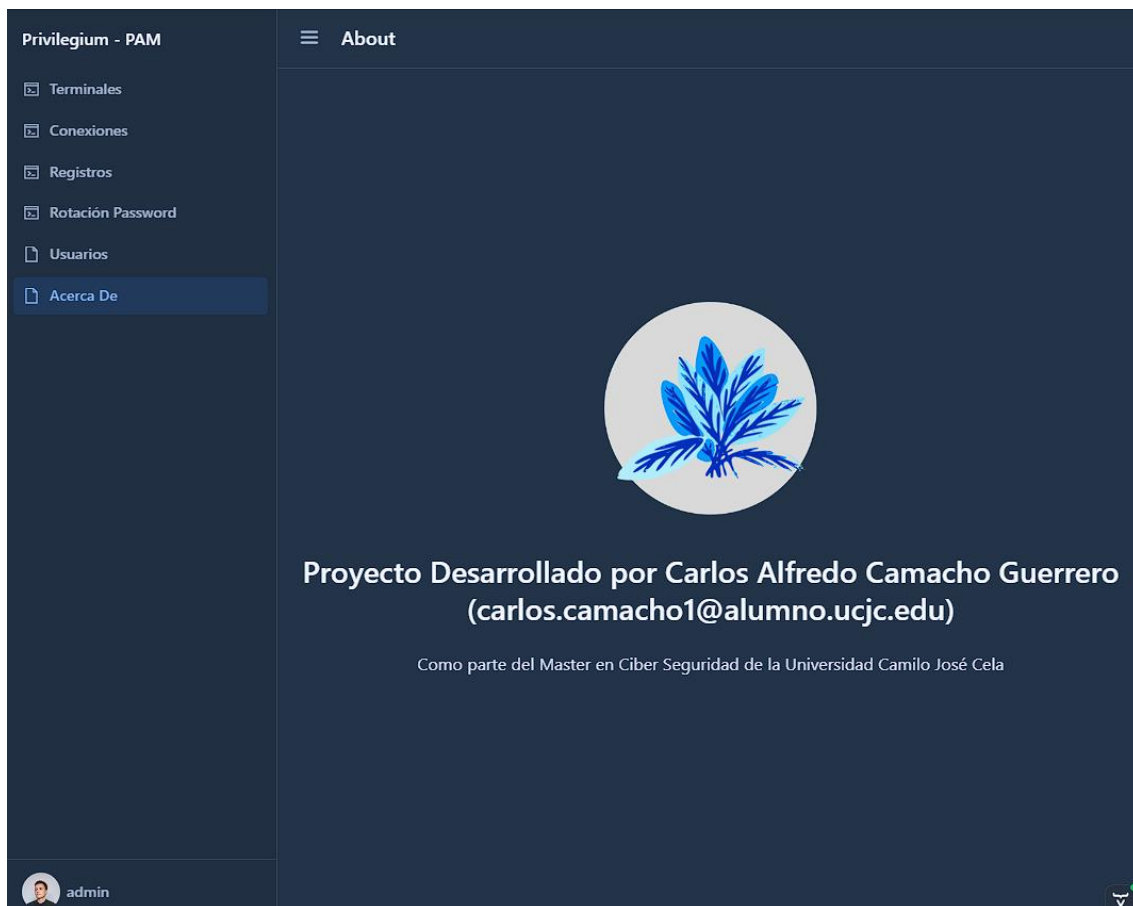 Privilegium - PAM
Terminales
Conexiones
Registros
Rotación Password
Usuarios
Acerca De
admin
About
Proyecto Desarrollado por Carlos Alfredo Camacho Guerrero
(carlos.camacho1@alumno.ucjc.edu)
Como parte del Master en Ciber Seguridad de la Universidad Camilo José Cela